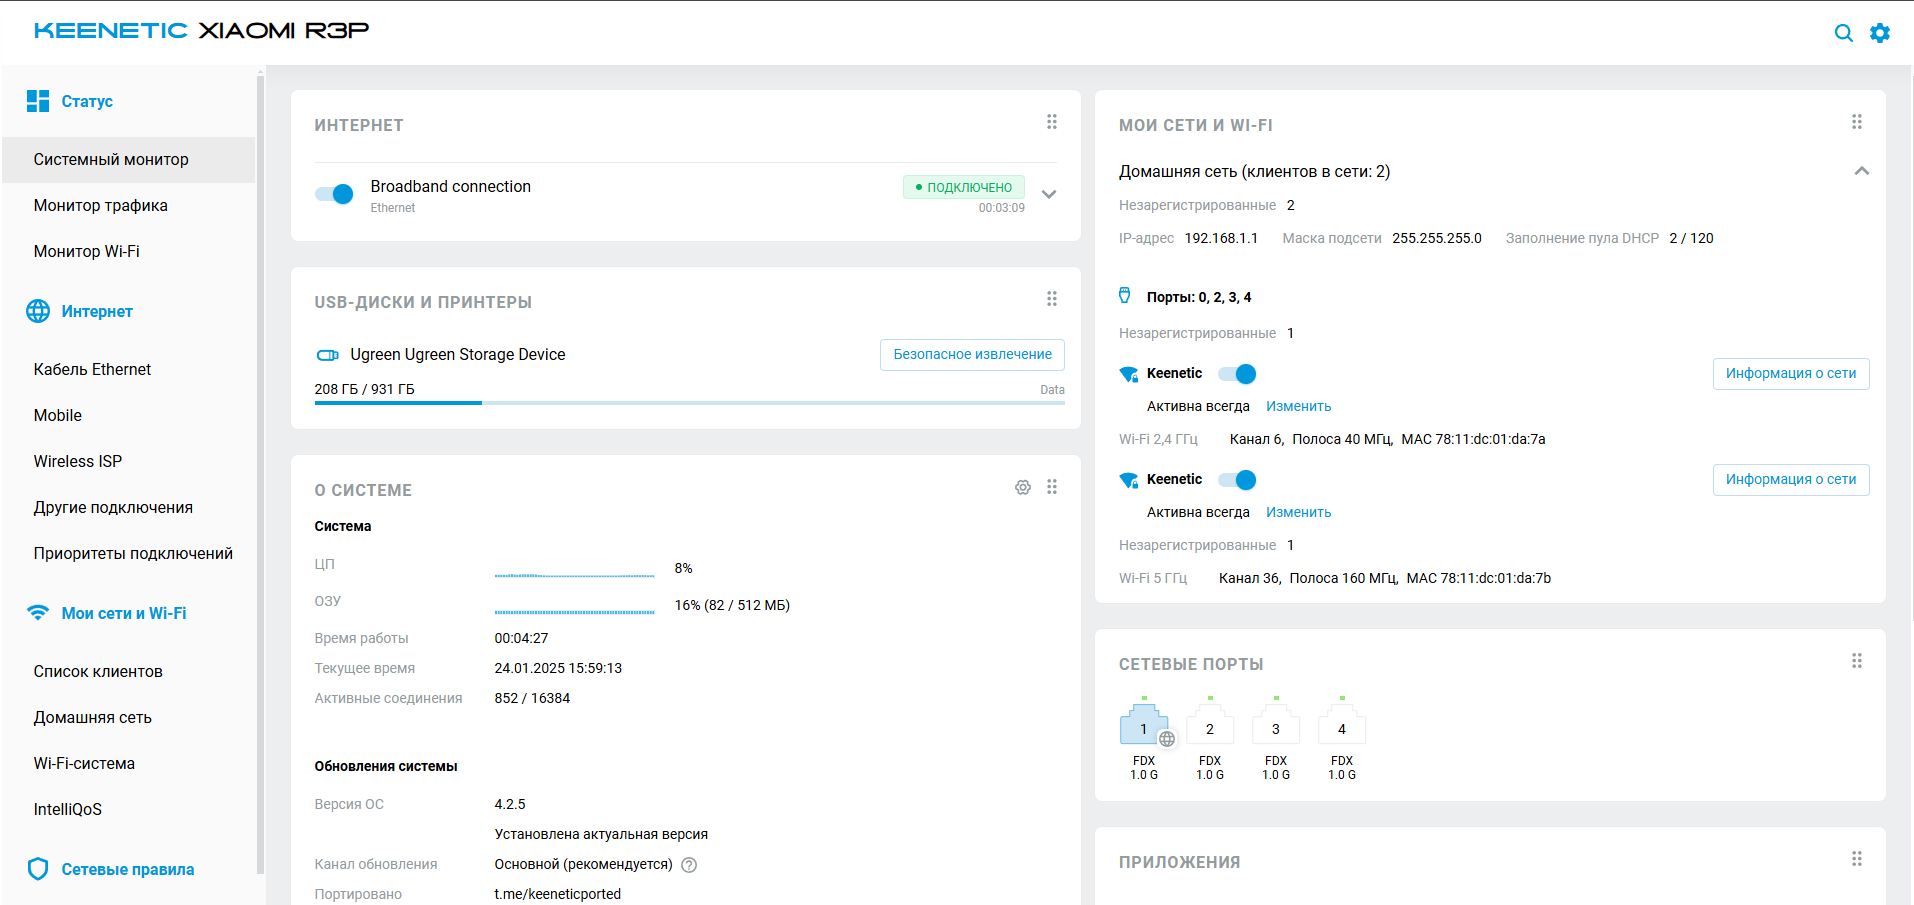 KEENETIC XIAOMI R3P
Статус
Системный монитор
Монитор трафика
Монитор Wi-Fi
Интернет
Кабель Ethernet
Mobile
Wireless ISP
Другие подключения
Приоритеты подключений
Мои сети и Wi-Fi
Список клиентов
Домашняя сеть
Wi-Fi-система
IntelliQoS
Сетевые правила
ИНТЕРНЕТ
Broadband connection
ПОДКЛЮЧЕНО
Ethernet
00:03:09
USB-ДИСКИ И ПРИНТЕРЫ
Ugreen Ugreen Storage Device
Безопасное извлечение
208 ГБ / 931 ГБ
Data
О СИСТЕМЕ
Система
ЦП 8%
ОЗУ 16% (82 / 512 МБ)
Время работы 00:04:27
Текущее время 24.01.2025 15:59:13
Активные соединения 852 / 16384
Обновления системы
Версия ОС 4.2.5
Установлена актуальная версия
Канал обновления Основной (рекомендуется) ?
Портировано t.me/keeneticported
МОИ СЕТИ И WI-FI
Домашняя сеть (клиентов в сети: 2)
Незарегистрированные 2
IP-адрес 192.168.1.1 Маска подсети 255.255.255.0 Заполнение пула DHCP 2 / 120
Порты: 0, 2, 3, 4
Незарегистрированные 1
Keenetic Информация о сети
Активна всегда Изменить
Wi-Fi 2,4 ГГц Канал 6, Полоса 40 МГц, MAC 78:11:dc:01:da:7a
Keenetic Информация о сети
Активна всегда Изменить
Незарегистрированные 1
Wi-Fi 5 ГГц Канал 36, Полоса 160 МГц, MAC 78:11:dc:01:da:7b
СЕТЕВЫЕ ПОРТЫ
1 2 3 4
FDX FDX FDX FDX
1.0 G 1.0 G 1.0 G 1.0 G
ПРИЛОЖЕНИЯ